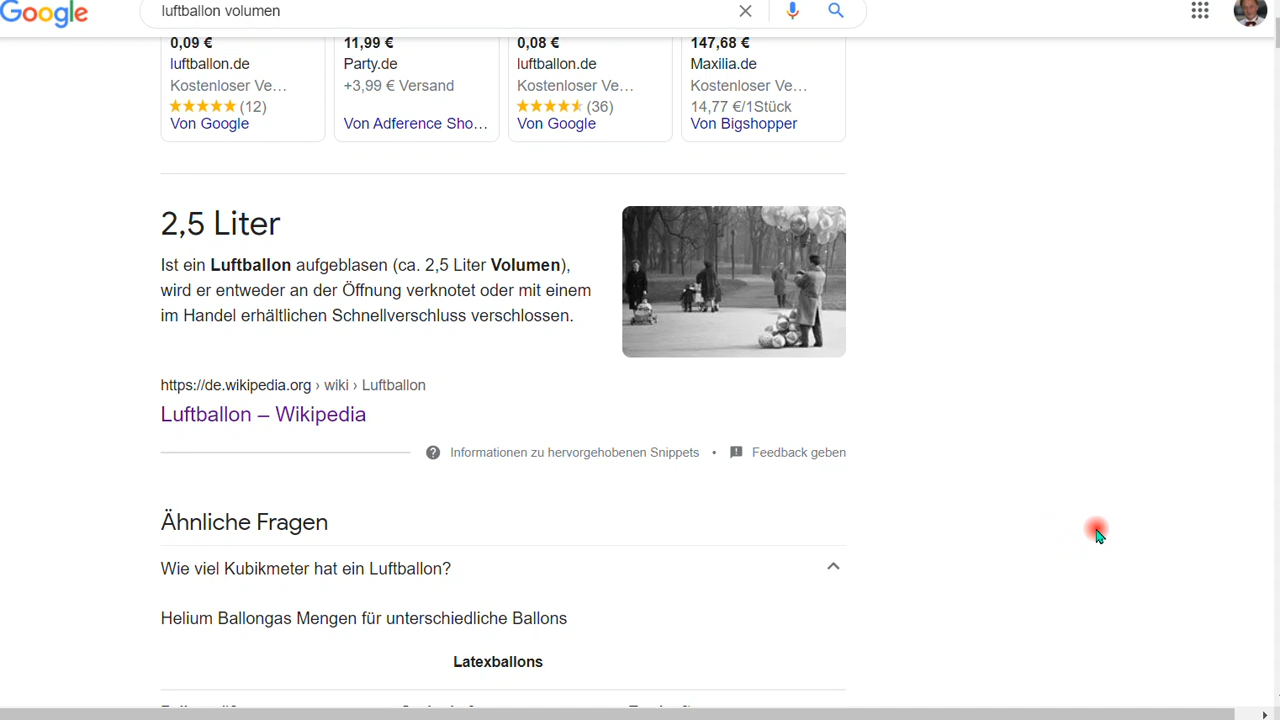 Google
luftballon volumen
0,09 €
luftballon.de
Kostenloser Ve...
(12)
Von Google
11,99 €
Party.de
+3,99 € Versand
Von Adference Sho...
0,08 €
luftballon.de
Kostenloser Ve...
(36)
Von Google
147,68 €
Maxilia.de
Kostenloser Ve...
14,77 €/1Stück
Von Bigshopper
2,5 Liter
Ist ein Luftballon aufgeblasen (ca. 2,5 Liter Volumen),
wird er entweder an der Öffnung verknotet oder mit einem
im Handel erhältlichen Schnellverschluss verschlossen.
https://de.wikipedia.org › wiki › Luftballon
Luftballon – Wikipedia
Informationen zu hervorgehobenen Snippets • Feedback geben
Ähnliche Fragen
Wie viel Kubikmeter hat ein Luftballon?
Helium Ballongas Mengen für unterschiedliche Ballons
Latexballons